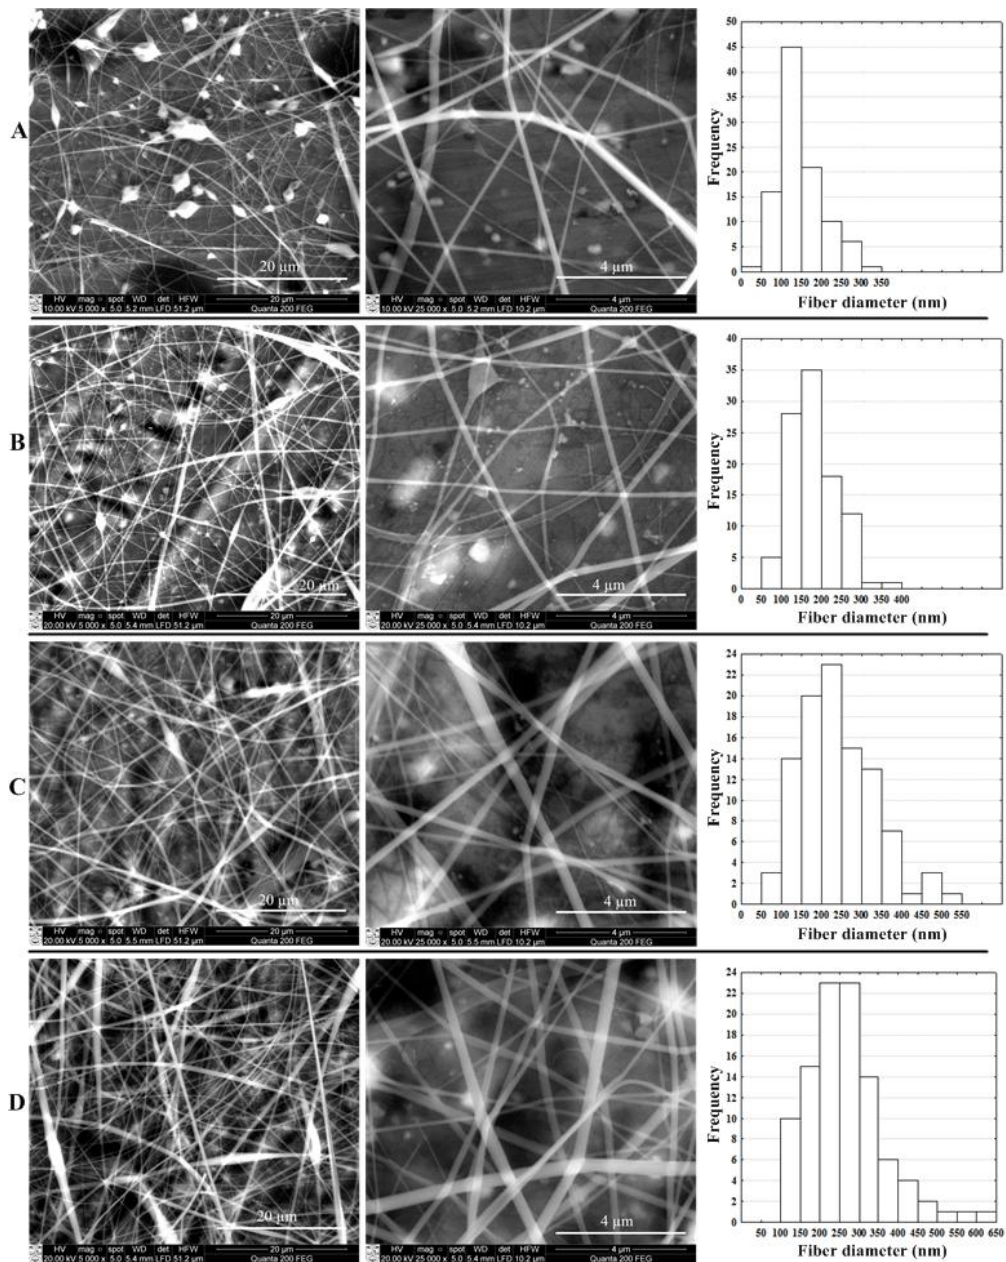 A
20 µm
HV mag spot WD det HFW 20 µm
10.00 kV 5 000 x 5.0 5.2 mm LFD 51.2 µm Quanta 200 FEG
4 µm
HV mag spot WD det HFW 4 µm
10.00 kV 25 000 x 5.0 5.2 mm LFD 10.2 µm Quanta 200 FEG
Frequency
50
45
40
35
30
25
20
15
10
5
0
0 50 100 150 200 250 300 350
Fiber diameter (nm)
B
20 µm
HV mag spot WD det HFW 20 µm
20.00 kV 5 000 x 5.0 5.4 mm LFD 51.2 µm Quanta 200 FEG
4 µm
HV mag spot WD det HFW 4 µm
20.00 kV 25 000 x 5.0 5.4 mm LFD 10.2 µm Quanta 200 FEG
Frequency
40
35
30
25
20
15
10
5
0
0 50 100 150 200 250 300 350 400
Fiber diameter (nm)
C
20 µm
HV mag spot WD det HFW 20 µm
20.00 kV 5 000 x 5.0 5.5 mm LFD 51.2 µm Quanta 200 FEG
4 µm
HV mag spot WD det HFW 4 µm
20.00 kV 25 000 x 5.0 5.5 mm LFD 10.2 µm Quanta 200 FEG
Frequency
24
22
20
18
16
14
12
10
8
6
4
2
0
0 50 100 150 200 250 300 350 400 450 500 550
Fiber diameter (nm)
D
20 µm
HV mag spot WD det HFW 20 µm
20.00 kV 5 000 x 5.0 5.4 mm LFD 51.2 µm Quanta 200 FEG
4 µm
HV mag spot WD det HFW 4 µm
20.00 kV 25 000 x 5.0 5.4 mm LFD 10.2 µm Quanta 200 FEG
Frequency
24
22
20
18
16
14
12
10
8
6
4
2
0
50 100 150 200 250 300 350 400 450 500 550 600 650
Fiber diameter (nm)